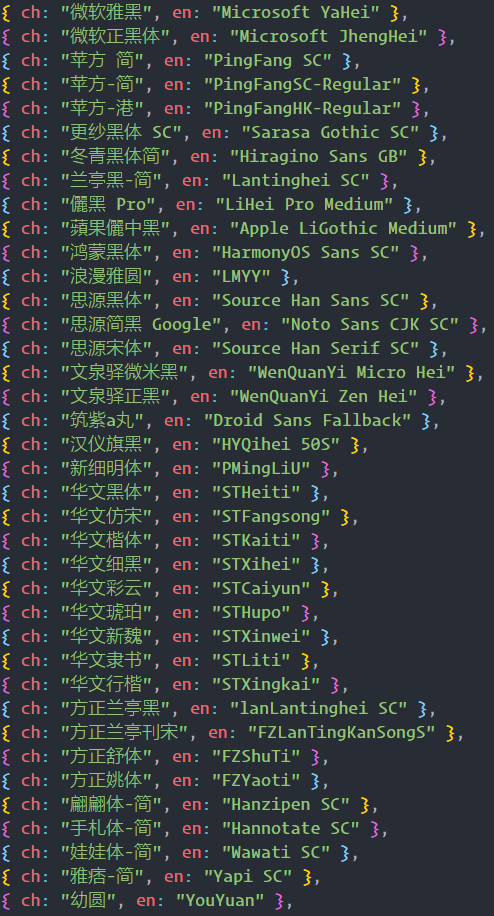 { ch: "微软雅黑", en: "Microsoft YaHei" },
{ ch: "微软正黑体", en: "Microsoft JhengHei" },
{ ch: "苹方 简", en: "PingFang SC" },
{ ch: "苹方-简", en: "PingFangSC-Regular" },
{ ch: "苹方-港", en: "PingFangHK-Regular" },
{ ch: "更纱黑体 SC", en: "Sarasa Gothic SC" },
{ ch: "冬青黑体简", en: "Hiragino Sans GB" },
{ ch: "兰亭黑-简", en: "Lantinghei SC" },
{ ch: "儷黑 Pro", en: "LiHei Pro Medium" },
{ ch: "蘋果儷中黑", en: "Apple LiGothic Medium" },
{ ch: "鸿蒙黑体", en: "HarmonyOS Sans SC" },
{ ch: "浪漫雅圆", en: "LMYY" },
{ ch: "思源黑体", en: "Source Han Sans SC" },
{ ch: "思源简黑 Google", en: "Noto Sans CJK SC" },
{ ch: "思源宋体", en: "Source Han Serif SC" },
{ ch: "文泉驿微米黑", en: "WenQuanYi Micro Hei" },
{ ch: "文泉驿正黑", en: "WenQuanYi Zen Hei" },
{ ch: "筑紫a丸", en: "Droid Sans Fallback" },
{ ch: "汉仪旗黑", en: "HYQihei 50S" },
{ ch: "新细明体", en: "PMingLiU" },
{ ch: "华文黑体", en: "STHeiti" },
{ ch: "华文仿宋", en: "STFangsong" },
{ ch: "华文楷体", en: "STKaiti" },
{ ch: "华文细黑", en: "STXihei" },
{ ch: "华文彩云", en: "STCaiyun" },
{ ch: "华文琥珀", en: "STHupo" },
{ ch: "华文新魏", en: "STXinwei" },
{ ch: "华文隶书", en: "STLiti" },
{ ch: "华文行楷", en: "STXingkai" },
{ ch: "方正兰亭黑", en: "lanLantinghei SC" },
{ ch: "方正兰亭刊宋", en: "FZLanTingKanSongS" },
{ ch: "方正舒体", en: "FZShuTi" },
{ ch: "方正姚体", en: "FZYaoti" },
{ ch: "翩翩体-简", en: "Hanzipen SC" },
{ ch: "手札体-简", en: "Hannotate SC" },
{ ch: "娃娃体-简", en: "Wawati SC" },
{ ch: "雅痞-简", en: "Yapi SC" },
{ ch: "幼圆", en: "YouYuan" },